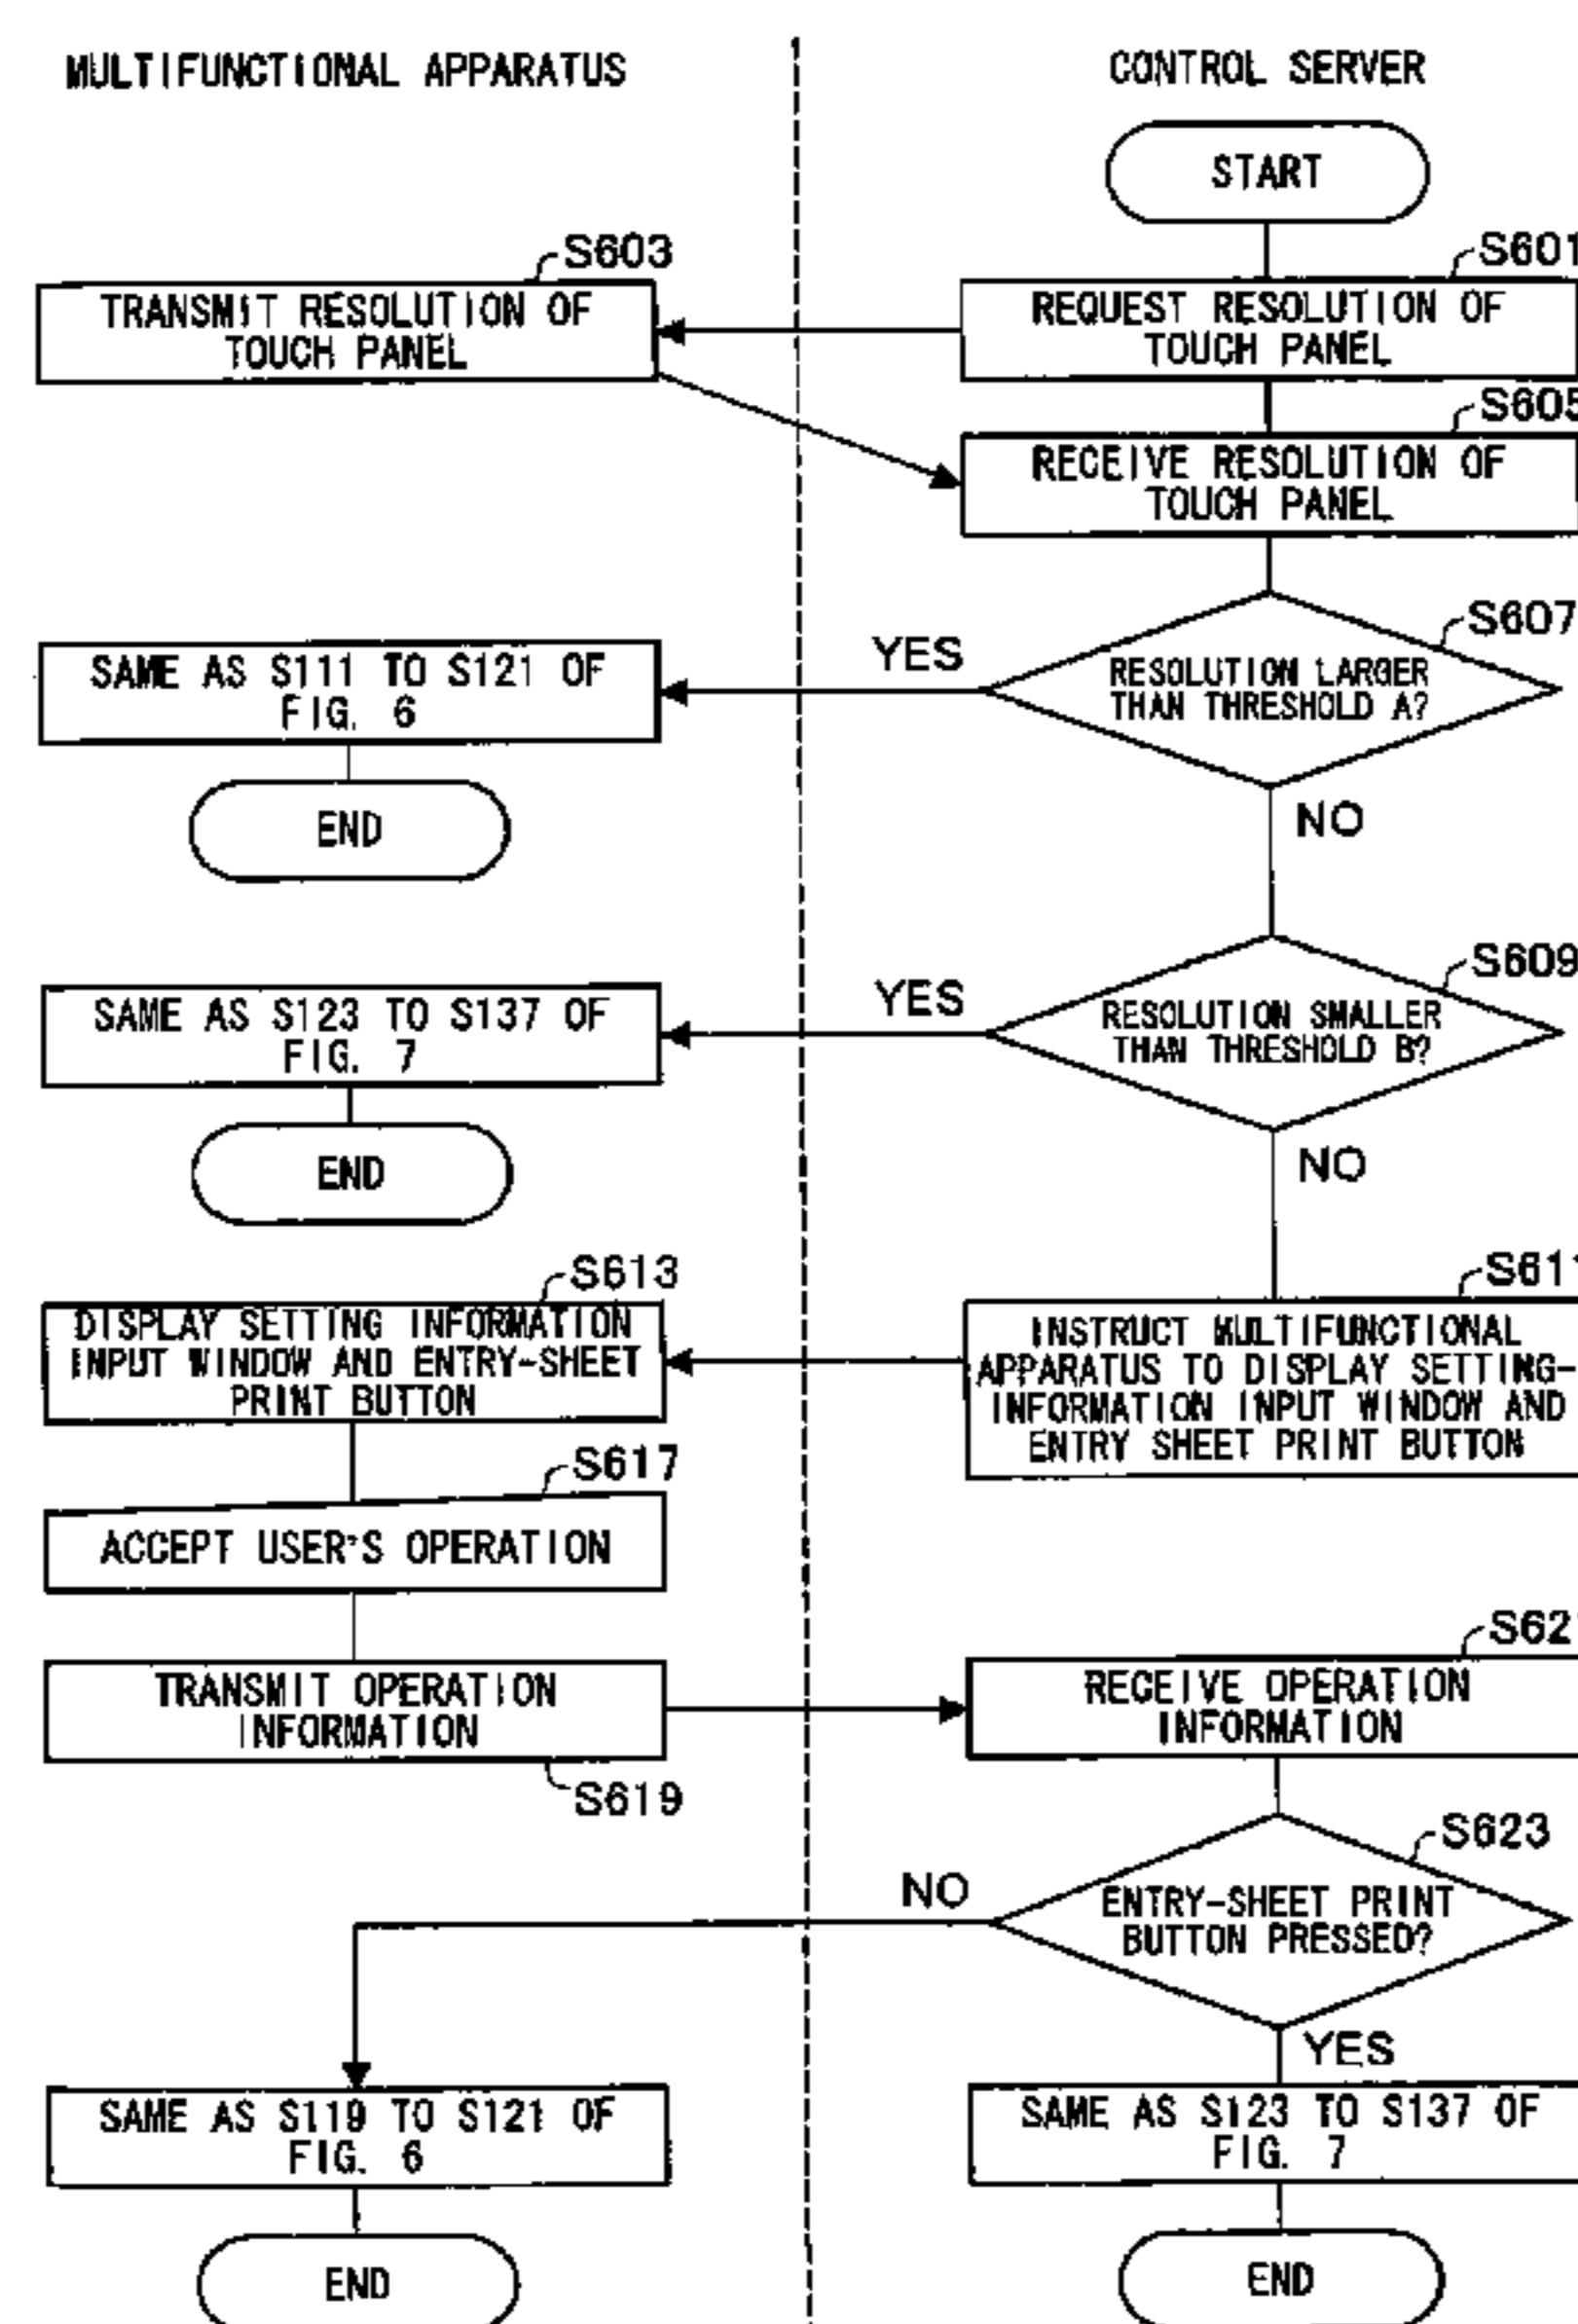 MULTIFUNCTIONAL APPARATUS
CONTROL SERVER
START
S603
S601
TRANSMIT RESOLUTION OF
TOUCH PANEL
REQUEST RESOLUTION OF
TOUCH PANEL
S605
RECEIVE RESOLUTION OF
TOUCH PANEL
S607
YES
RESOLUTION LARGER
THAN THRESHOLD A?
SAME AS S111 TO S121 OF
FIG. 6
END
NO
S609
YES
RESOLUTION SMALLER
THAN THRESHOLD B?
SAME AS S123 TO S137 OF
FIG. 7
END
NO
S613
S611
DISPLAY SETTING INFORMATION
INPUT WINDOW AND ENTRY-SHEET
PRINT BUTTON
INSTRUCT MULTIFUNCTIONAL
APPARATUS TO DISPLAY SETTING-
INFORMATION INPUT WINDOW AND
ENTRY SHEET PRINT BUTTON
S617
ACCEPT USER'S OPERATION
S621
TRANSMIT OPERATION
INFORMATION
S619
RECEIVE OPERATION
INFORMATION
S623
NO
ENTRY-SHEET PRINT
BUTTON PRESSED?
YES
SAME AS S119 TO S121 OF
FIG. 6
SAME AS S123 TO S137 OF
FIG. 7
END
END